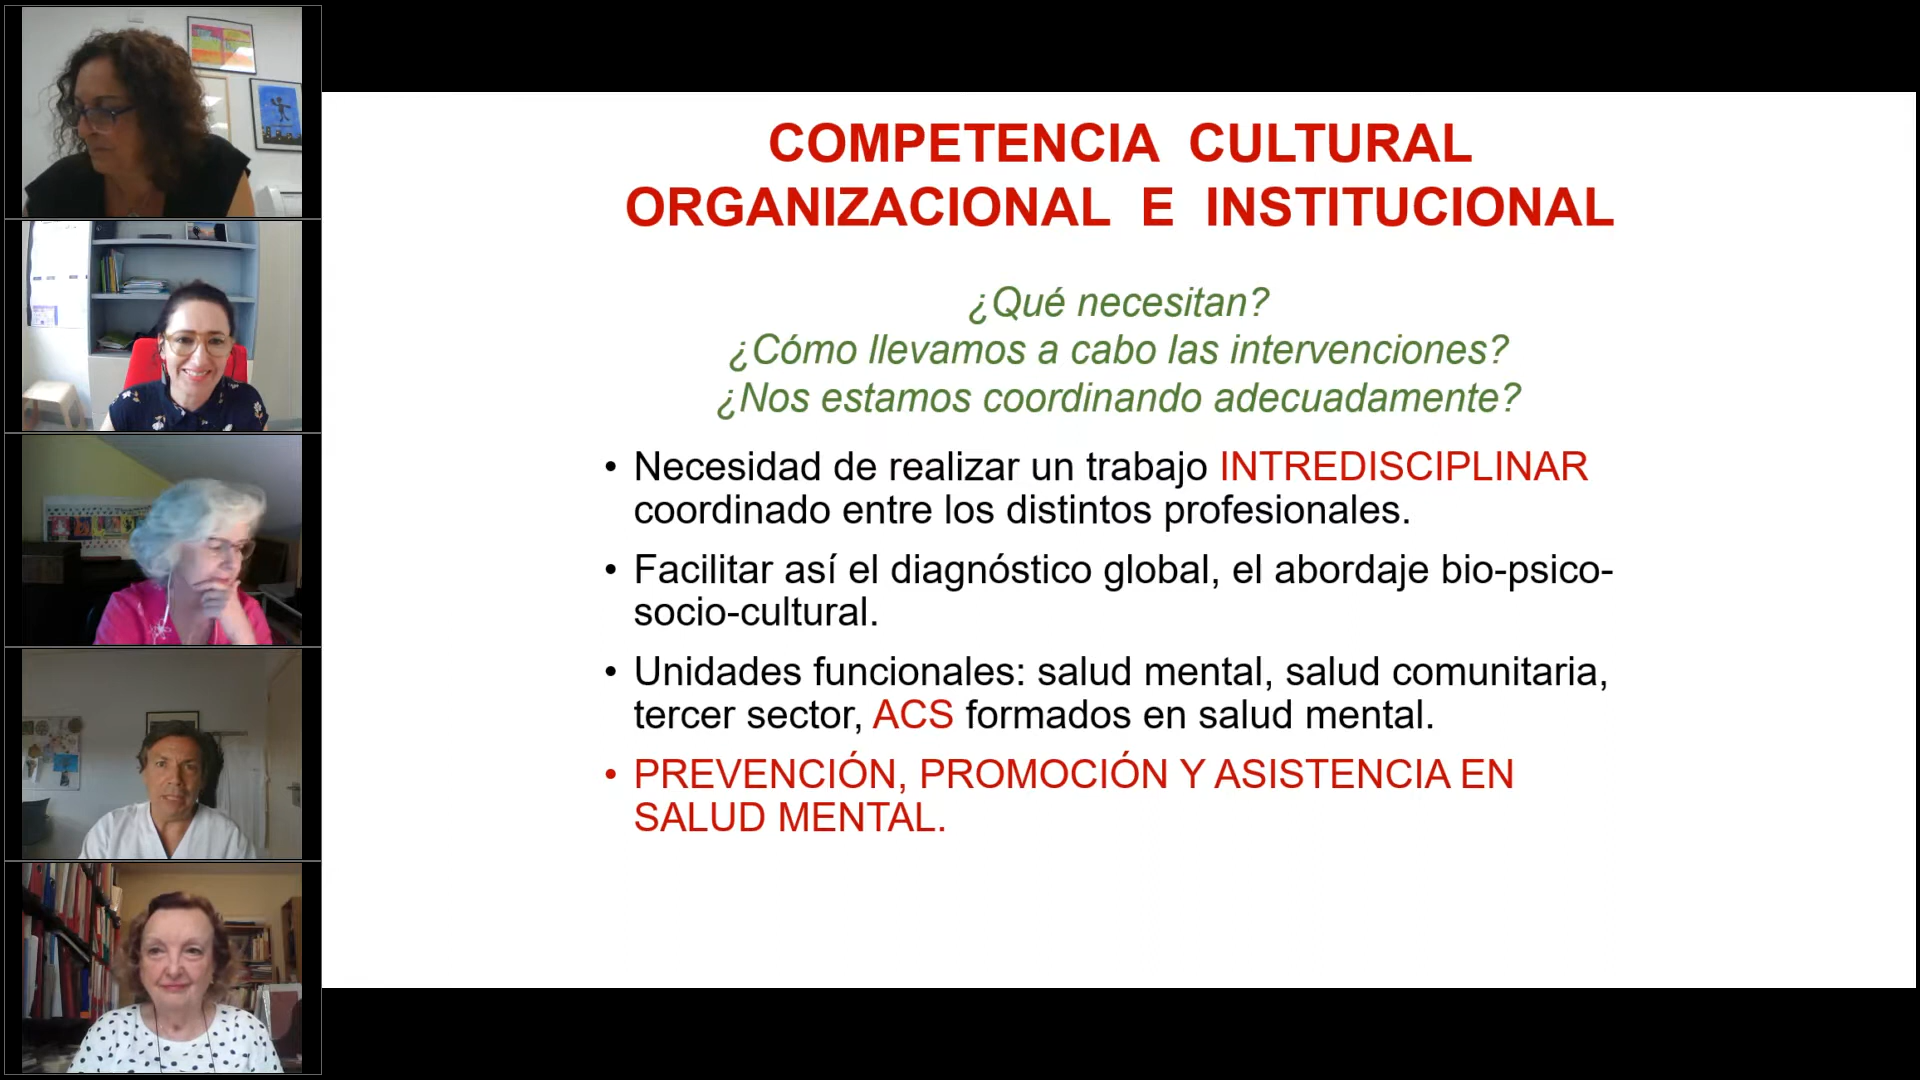 COMPETENCIA CULTURAL
ORGANIZACIONAL E INSTITUCIONAL
¿Qué necesitan?
¿Cómo llevamos a cabo las intervenciones?
¿Nos estamos coordinando adecuadamente?
• Necesidad de realizar un trabajo INTREDISCIPLINAR
coordinado entre los distintos profesionales.
• Facilitar así el diagnóstico global, el abordaje bio-psico-
socio-cultural.
• Unidades funcionales: salud mental, salud comunitaria,
tercer sector, ACS formados en salud mental.
• PREVENCIÓN, PROMOCIÓN Y ASISTENCIA EN
SALUD MENTAL.